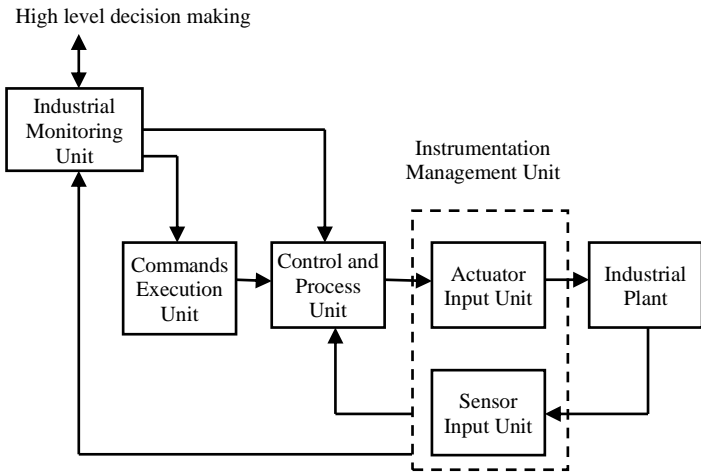 High level decision making
Industrial
Monitoring
Unit
Instrumentation
Management Unit
Commands
Execution
Unit
Control and
Process
Unit
Actuator
Input Unit
Industrial
Plant
Sensor
Input Unit